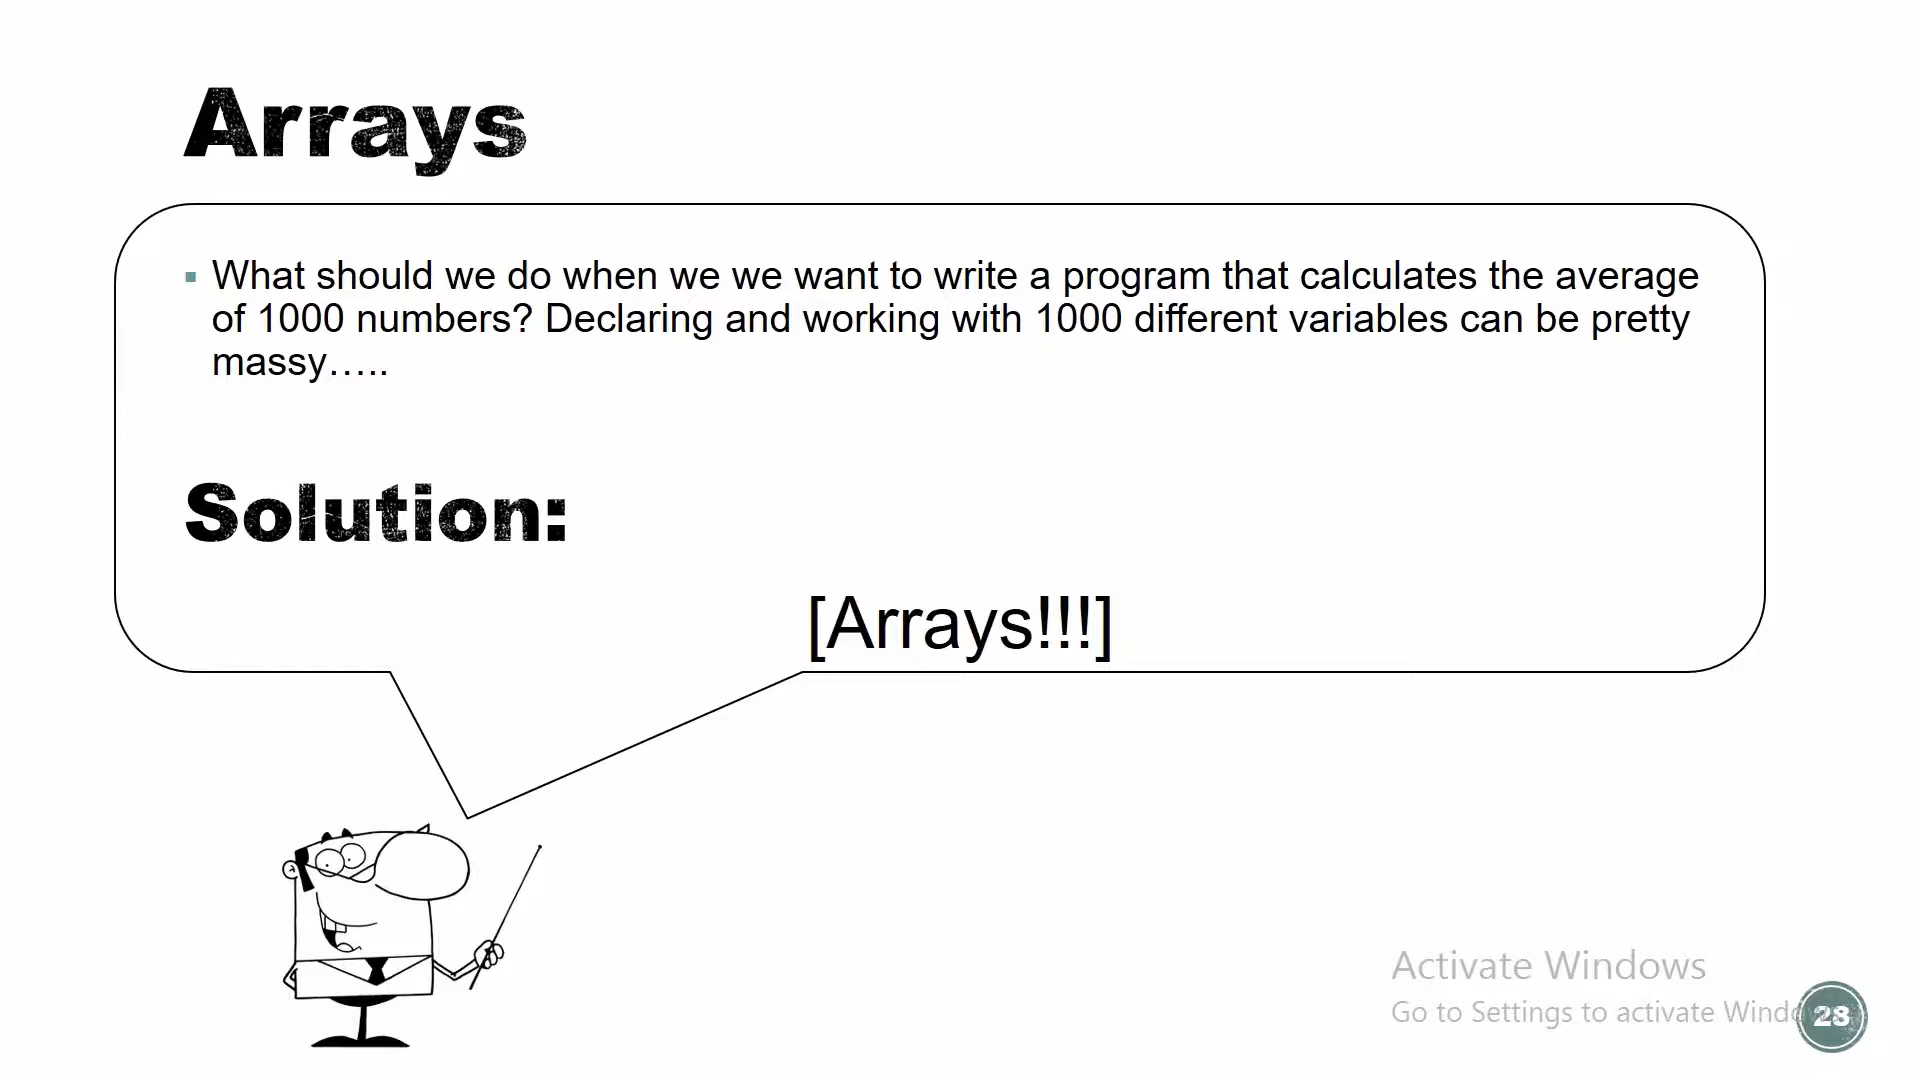 Arrays
▪ What should we do when we we want to write a program that calculates the average
of 1000 numbers? Declaring and working with 1000 different variables can be pretty
massy…..
Solution:
[Arrays!!!]
Activate Windows
Go to Settings to activate Windows.
28